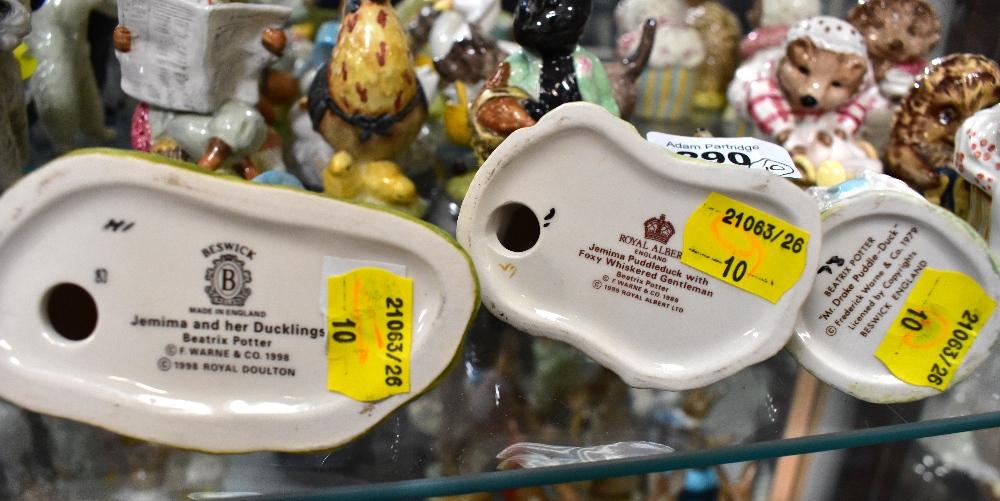 H1
BESWICK
B
MADE IN ENGLAND
Jemima and her Ducklings
Beatrix Potter
© F. WARNE & CO. 1998
© 1998 ROYAL DOULTON
21063/26
10
Adam Partridge
ROYAL ALBERT
ENGLAND
Jemima Puddleduck with
Foxy Whiskered Gentleman
Beatrix Potter
© F. WARNE & CO. 1989
© 1989 ROYAL ALBERT LTD
21063/26
10
BEATRIX POTTER
"Mr. Drake Puddle-Duck"
© Frederick Warne & Co. 1979
Licensed by Copyrights
BESWICK ENGLAND
21063/26
10